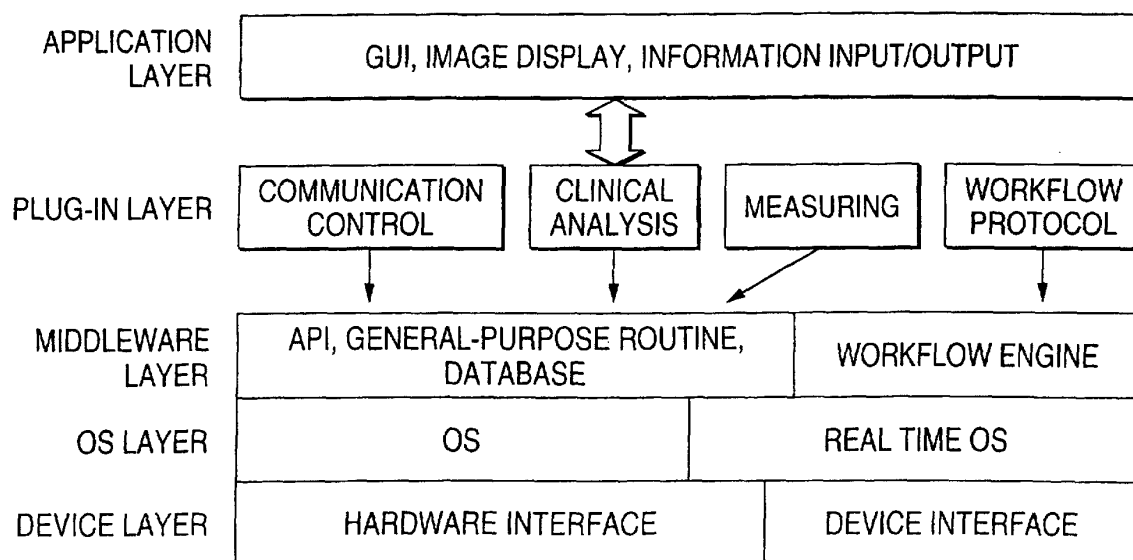 APPLICATION
LAYER
GUI, IMAGE DISPLAY, INFORMATION INPUT/OUTPUT
PLUG-IN LAYER
COMMUNICATION
CONTROL
CLINICAL
ANALYSIS
MEASURING
WORKFLOW
PROTOCOL
MIDDLEWARE
LAYER
API, GENERAL-PURPOSE ROUTINE,
DATABASE
WORKFLOW ENGINE
OS LAYER
OS
REAL TIME OS
DEVICE LAYER
HARDWARE INTERFACE
DEVICE INTERFACE